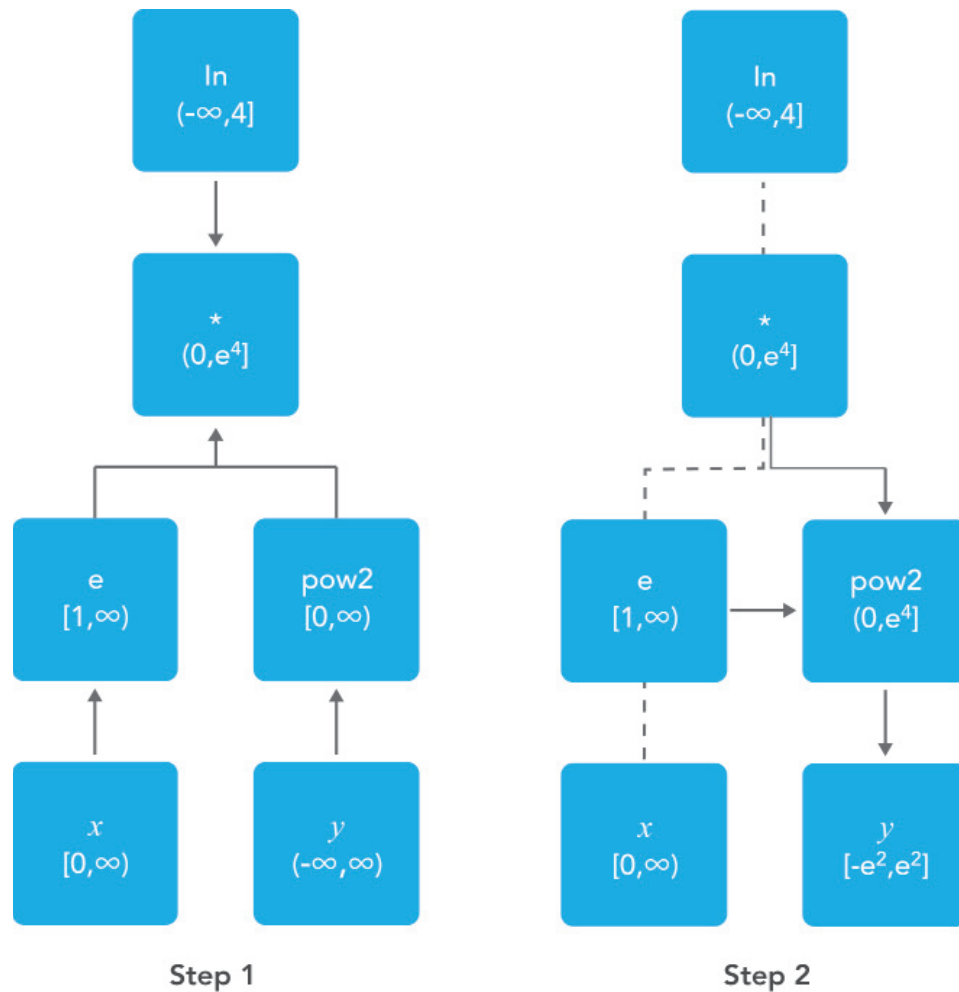 ln
(-∞,4]
*
(0,e⁴]
e
[1,∞)
pow2
[0,∞)
x
[0,∞)
y
(-∞,∞)
Step 1
ln
(-∞,4]
*
(0,e⁴]
e
[1,∞)
pow2
(0,e⁴]
x
[0,∞)
y
[-e²,e²]
Step 2